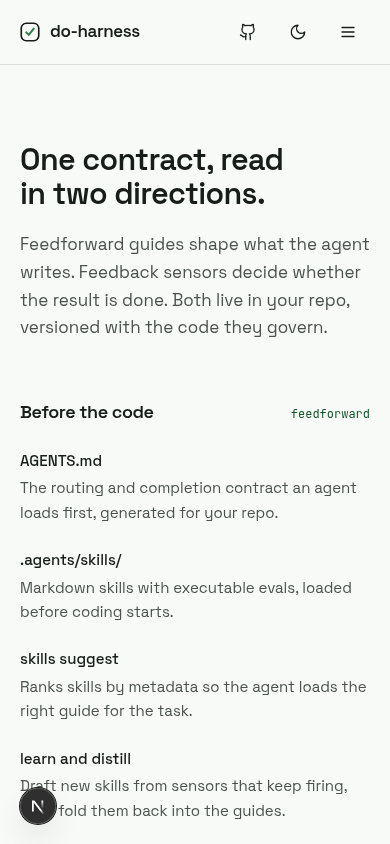 do-harness
One contract, read
in two directions.
Feedforward guides shape what the agent
writes. Feedback sensors decide whether
the result is done. Both live in your repo,
versioned with the code they govern.
Before the code
feedforward
AGENTS.md
The routing and completion contract an agent
loads first, generated for your repo.
.agents/skills/
Markdown skills with executable evals, loaded
before coding starts.
skills suggest
Ranks skills by metadata so the agent loads the
right guide for the task.
learn and distill
Draft new skills from sensors that keep firing,
fold them back into the guides.
N